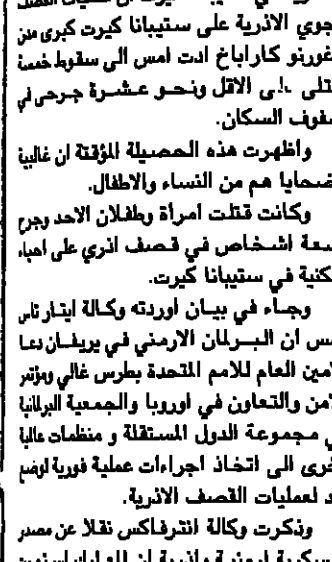 جوي الاذرية على ستيبانا كيرت كبرى مدن
غورنو كاراباخ ادت امس الى سقوط خمسة
قتلى على الاقل ونحو عشرة جرحى في
صفوف السكان.
واظهرت هذه الحصيلة المؤقتة ان غالبية
الضحايا هم من النساء والاطفال.
وكانت قتلت امرأة وطفلان الاحد وجرح
تسعة اشخاص في قصف اذري على احياء
سكنية في ستيبانا كيرت.
وجاء في بيان اوردته وكالة ايتار تاس
امس ان البرلمان الارمني في يريفان دعا
الامين العام للامم المتحدة بطرس غالي ومؤتمر
الامن والتعاون في اوروبا والجمعية البرلمانية
في مجموعة الدول المستقلة و منظمات عالمية
اخرى الى اتخاذ اجراءات عملية فورية لوضع
حد لعمليات القصف الاذرية.
وذكرت وكالة انترفاكس نقلا عن مصدر